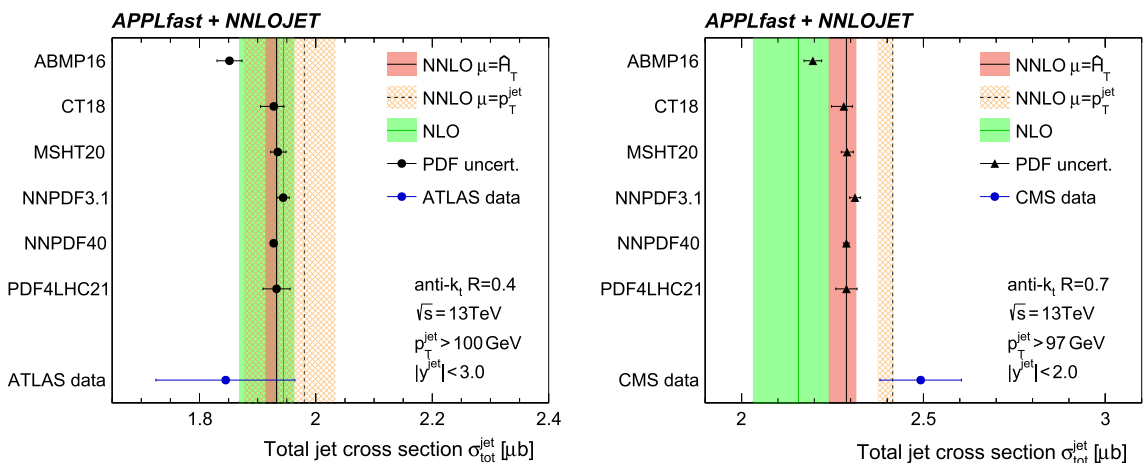 APPLfast + NNLOJET
ABMP16
CT18
MSHT20
NNPDF3.1
NNPDF40
PDF4LHC21
ATLAS data
NNLO μ=Ĥ_T
NNLO μ=p_T^jet
NLO
PDF uncert.
ATLAS data
anti-k_t R=0.4
√s = 13TeV
p_T^jet > 100 GeV
|y^jet| < 3.0
1.8 2 2.2 2.4
Total jet cross section σ_tot^jet [μb]
APPLfast + NNLOJET
ABMP16
CT18
MSHT20
NNPDF3.1
NNPDF40
PDF4LHC21
CMS data
NNLO μ=Ĥ_T
NNLO μ=p_T^jet
NLO
PDF uncert.
CMS data
anti-k_t R=0.7
√s = 13TeV
p_T^jet > 97 GeV
|y^jet| < 2.0
2 2.5 3
Total jet cross section σ_tot^jet [μb]